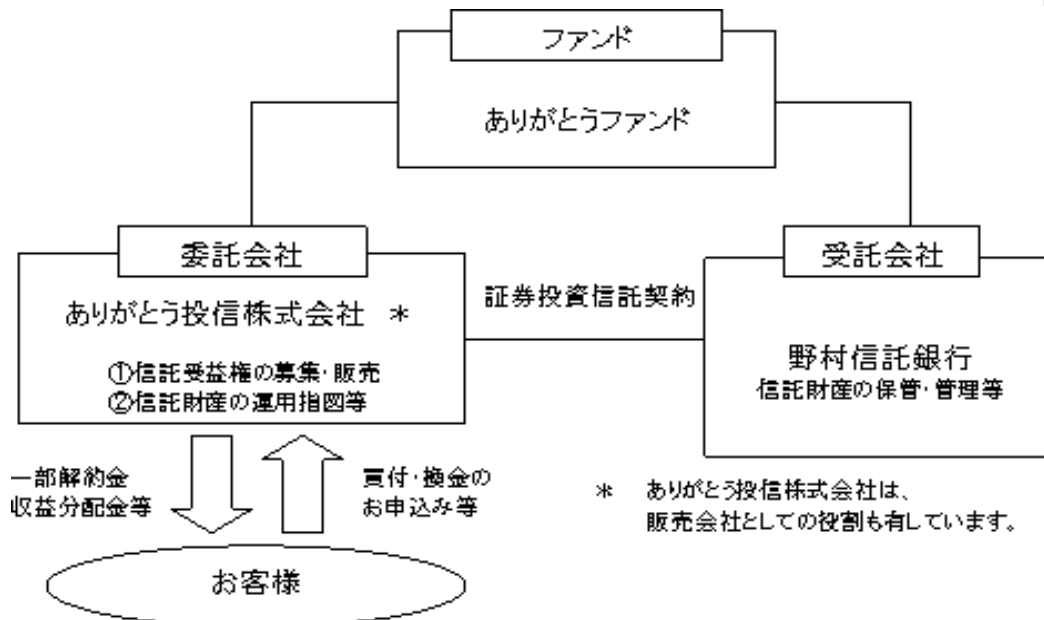 ファンド
ありがとうファンド
委託会社
ありがとう投信株式会社 *
①信託受益権の募集・販売
②信託財産の運用指図等
証券投資信託契約
受託会社
野村信託銀行
信託財産の保管・管理等
一部解約金
収益分配金等
買付・換金の
お申込み等
* ありがとう投信株式会社は、
販売会社としての役割も有しています。
お客様